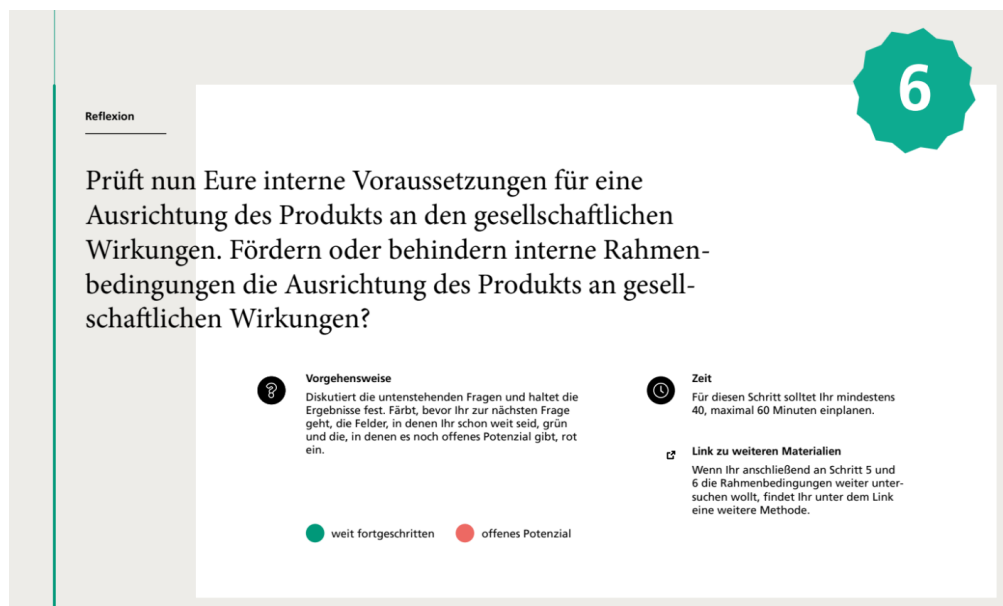 6
Reflexion
Prüft nun Eure interne Voraussetzungen für eine
Ausrichtung des Produkts an den gesellschaftlichen
Wirkungen. Fördern oder behindern interne Rahmen-
bedingungen die Ausrichtung des Produkts an gesell-
schaftlichen Wirkungen?
Vorgehensweise
Diskutiert die untenstehenden Fragen und haltet die
Ergebnisse fest. Färbt, bevor Ihr zur nächsten Frage
geht, die Felder, in denen Ihr schon weit seid, grün
und die, in denen es noch offenes Potenzial gibt, rot
ein.
weit fortgeschritten
offenes Potenzial
Zeit
Für diesen Schritt solltet Ihr mindestens
40, maximal 60 Minuten einplanen.
Link zu weiteren Materialien
Wenn Ihr anschließend an Schritt 5 und
6 die Rahmenbedingungen weiter unter-
suchen wollt, findet Ihr unter dem Link
eine weitere Methode.